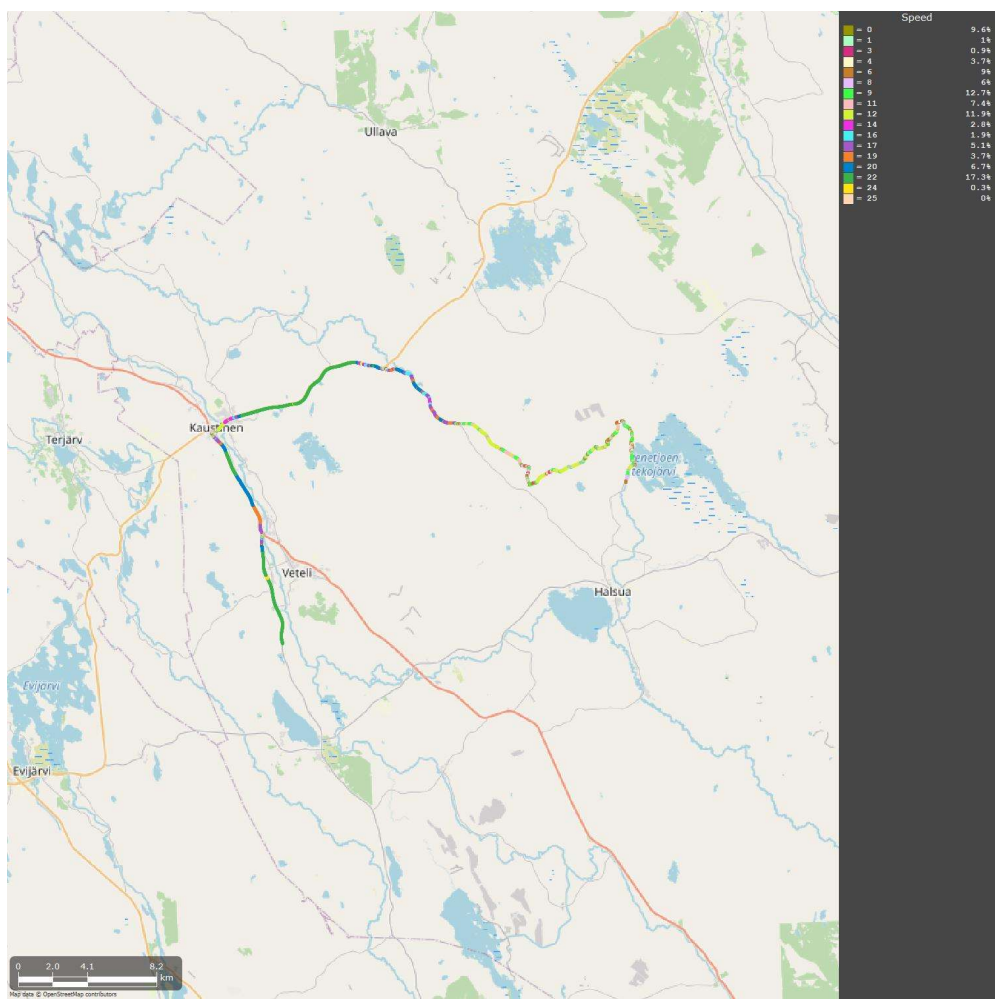 Speed
= 0 9.6%
= 1 1%
= 3 0.9%
= 4 3.7%
= 6 9%
= 8 6%
= 9 12.7%
= 11 7.4%
= 12 11.9%
= 14 2.8%
= 16 1.9%
= 17 5.1%
= 19 3.7%
= 20 6.7%
= 22 17.3%
= 24 0.3%
= 25 0%
Ullava
Kaustinen
Terjärv
enetjoen
tekojärvi
Veteli
Halsua
Evijärvi
Evijärvi
0 2.0 4.1 8.2
km
Map data © OpenStreetMap contributors